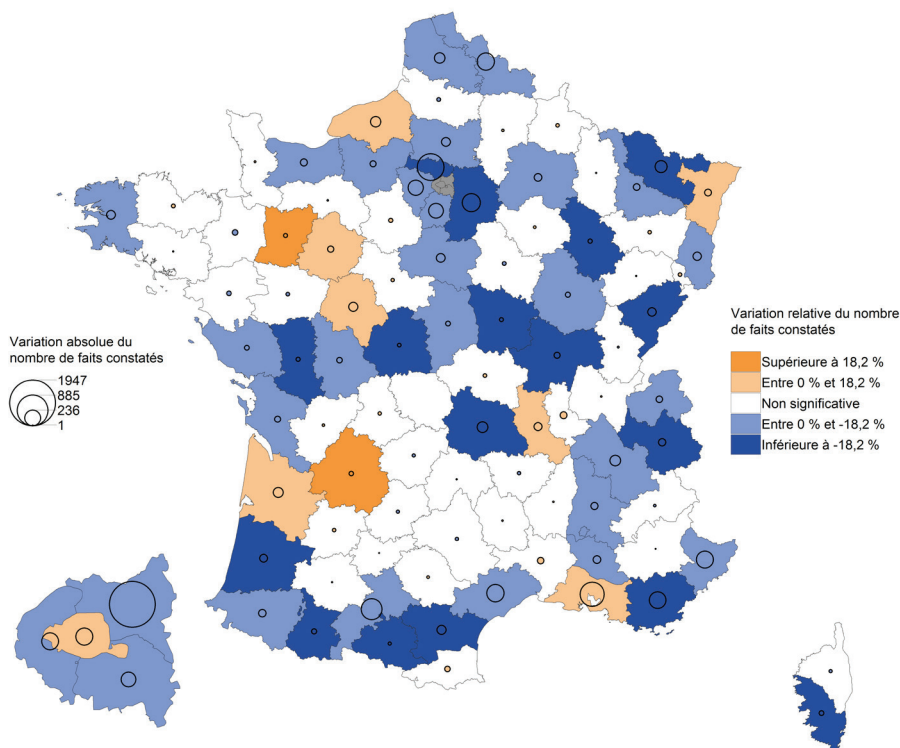 Variation absolue du
nombre de faits constatés
1947
885
236
1
Variation relative du nombre
de faits constatés
Supérieure à 18,2 %
Entre 0 % et 18,2 %
Non significative
Entre 0 % et -18,2 %
Inférieure à -18,2 %